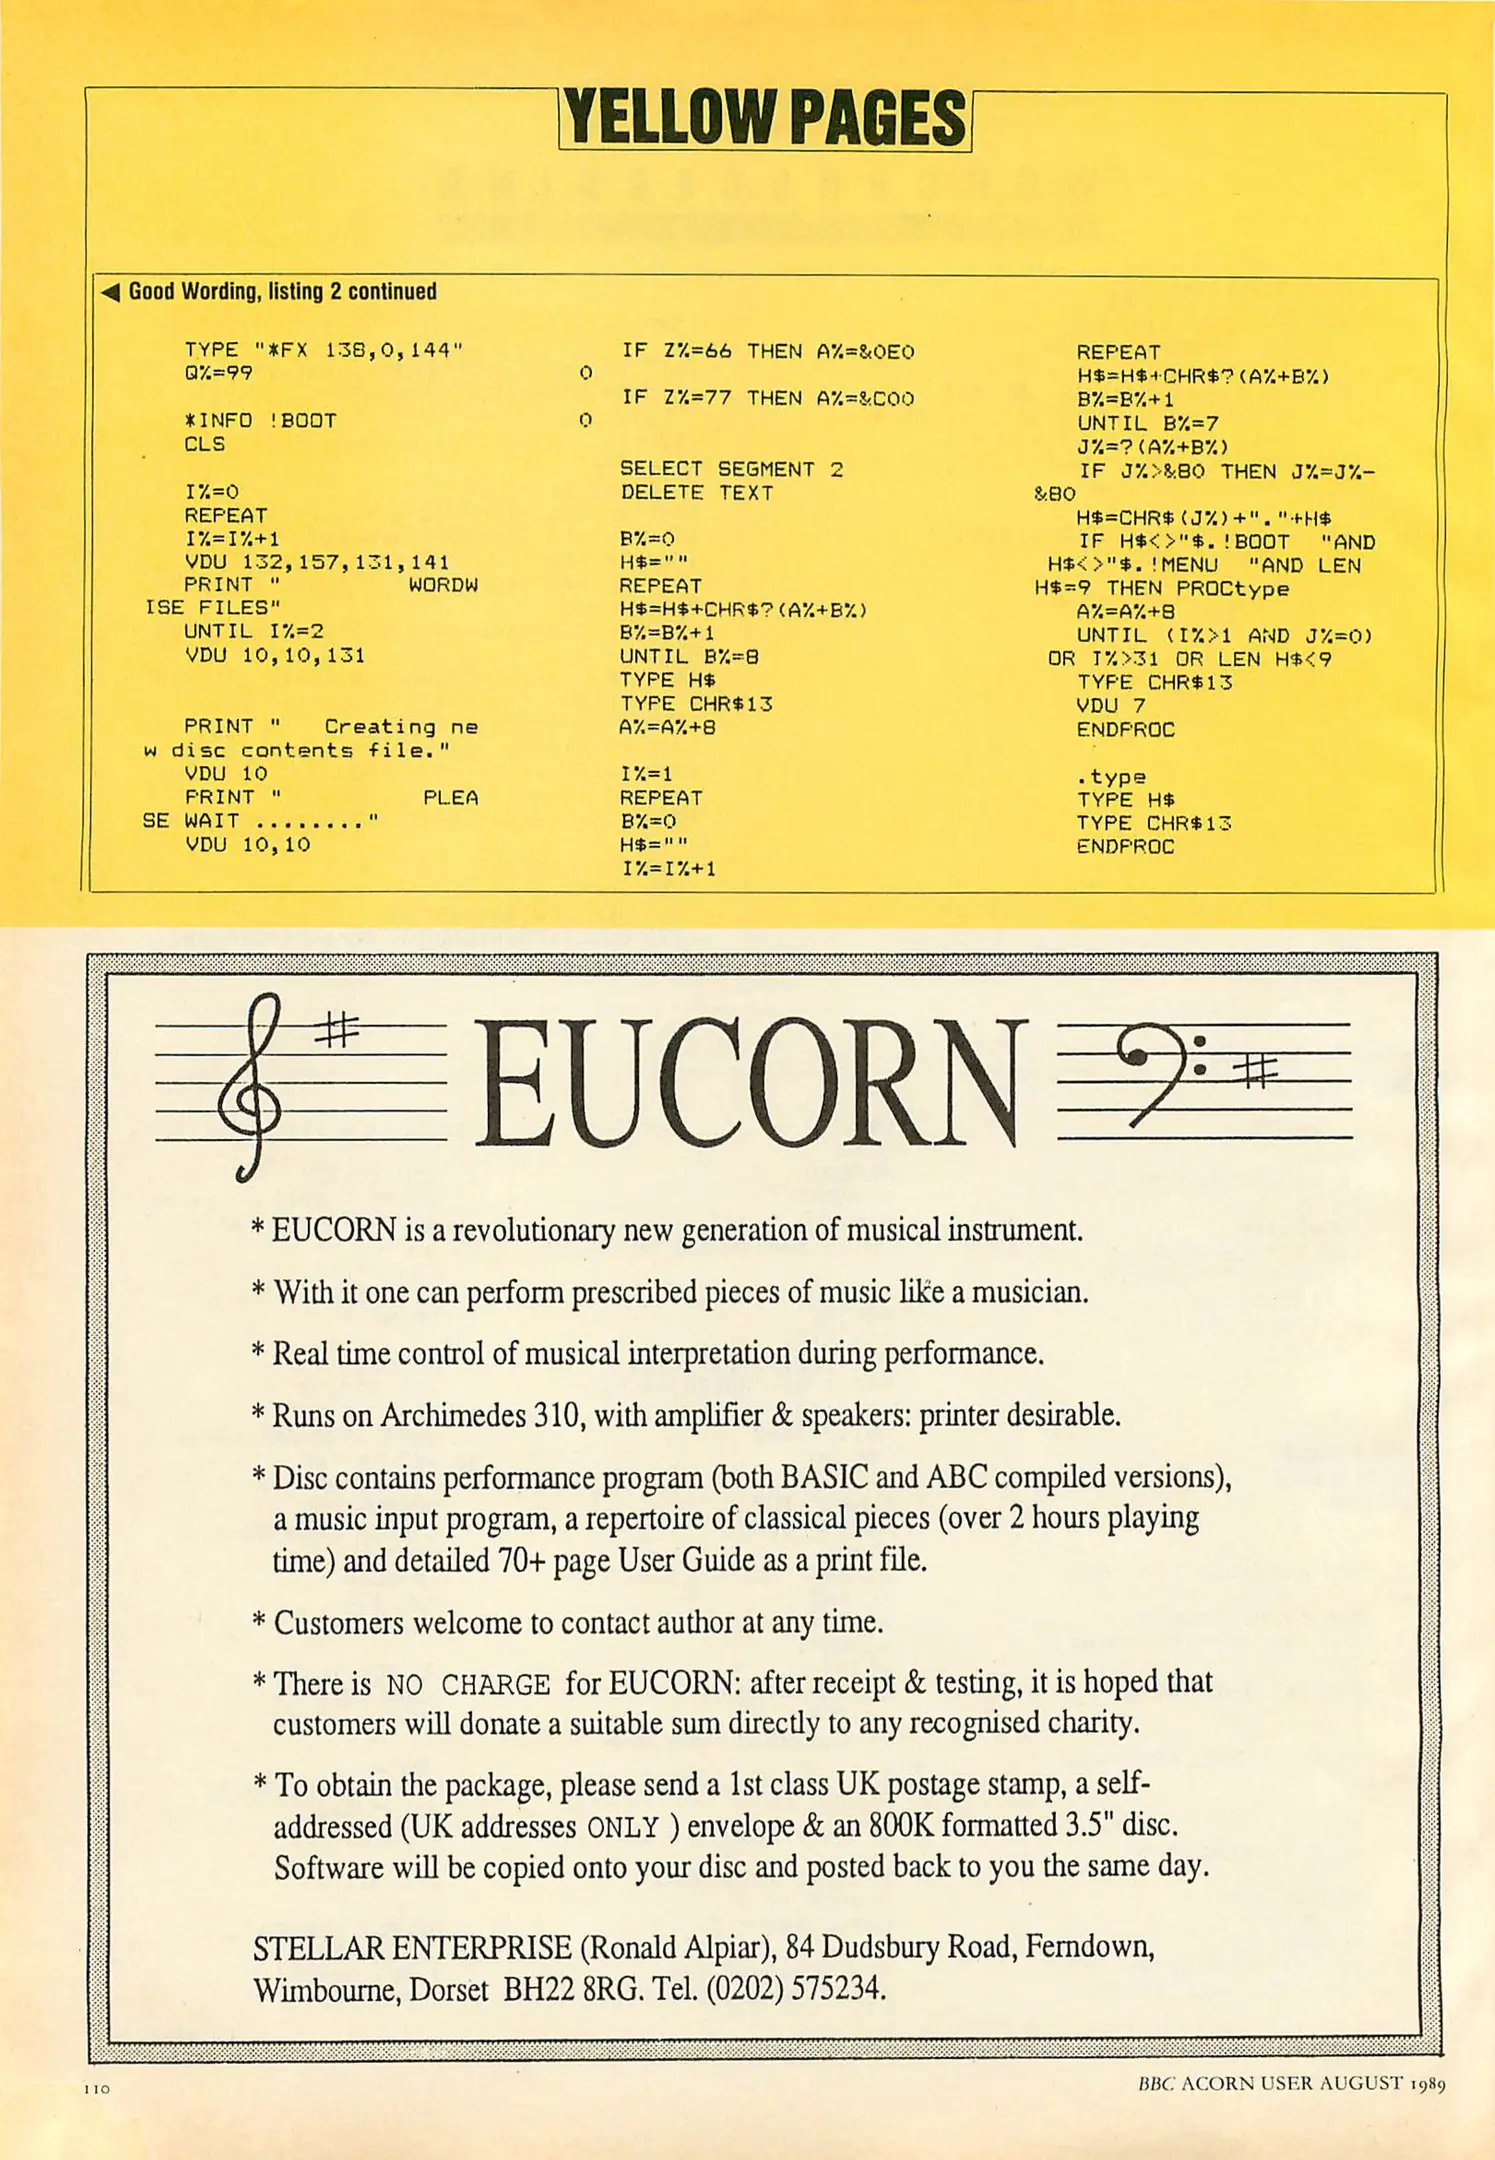 YELLOW PAGES
◀ Good Wording, listing 2 continued
TYPE "*FX 138,0,144"
Q%=99
*INFO !BOOT
CLS
I%=0
REPEAT
I%=I%+1
VDU 132,157,131,141
PRINT "         WORDW
ISE FILES"
UNTIL I%=2
VDU 10,10,131
PRINT "   Creating ne
w disc contents file."
VDU 10
PRINT "          PLEA
SE WAIT ........"
VDU 10,10
IF Z%=66 THEN A%=&0E0
0
IF Z%=77 THEN A%=&C00
0
SELECT SEGMENT 2
DELETE TEXT
B%=0
H$=""
REPEAT
H$=H$+CHR$?(A%+B%)
B%=B%+1
UNTIL B%=8
TYPE H$
TYPE CHR$13
A%=A%+8
I%=1
REPEAT
B%=0
H$=""
I%=I%+1
REPEAT
H$=H$+CHR$?(A%+B%)
B%=B%+1
UNTIL B%=7
J%=?(A%+B%)
IF J%>&80 THEN J%=J%-
&80
H$=CHR$(J%)+"."+H$
IF H$<>"$.!BOOT  "AND
H$<>"$.!MENU  "AND LEN
H$=9 THEN PROCtype
A%=A%+8
UNTIL (I%>1 AND J%=0)
OR I%>31 OR LEN H$<9
TYPE CHR$13
VDU 7
ENDPROC
.type
TYPE H$
TYPE CHR$13
ENDPROC
EUCORN
* EUCORN is a revolutionary new generation of musical instrument.
* With it one can perform prescribed pieces of music like a musician.
* Real time control of musical interpretation during performance.
* Runs on Archimedes 310, with amplifier & speakers: printer desirable.
* Disc contains performance program (both BASIC and ABC compiled versions),
a music input program, a repertoire of classical pieces (over 2 hours playing
time) and detailed 70+ page User Guide as a print file.
* Customers welcome to contact author at any time.
* There is NO CHARGE for EUCORN: after receipt & testing, it is hoped that
customers will donate a suitable sum directly to any recognised charity.
* To obtain the package, please send a 1st class UK postage stamp, a self-
addressed (UK addresses ONLY ) envelope & an 800K formatted 3.5" disc.
Software will be copied onto your disc and posted back to you the same day.
STELLAR ENTERPRISE (Ronald Alpiar), 84 Dudsbury Road, Ferndown,
Wimbourne, Dorset BH22 8RG. Tel. (0202) 575234.
110
BBC ACORN USER AUGUST 1989